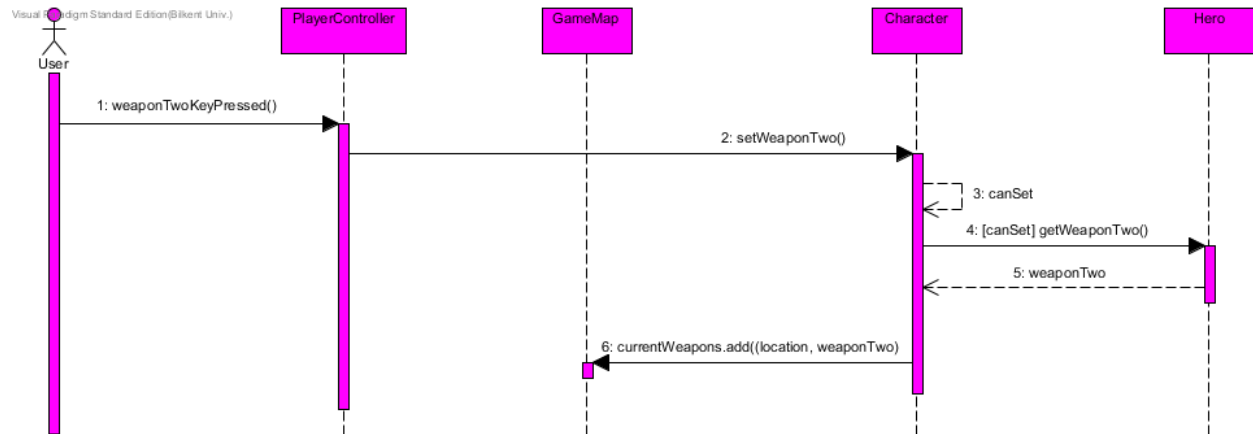 Visual Paradigm Standard Edition(Bilkent Univ.)
PlayerController
GameMap
Character
Hero
User
1: weaponTwoKeyPressed()
2: setWeaponTwo()
3: canSet
4: [canSet] getWeaponTwo()
5: weaponTwo
6: currentWeapons.add((location, weaponTwo)